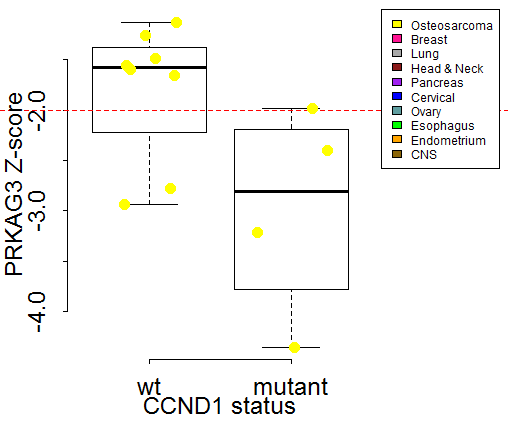 PRKAG3 Z-score
-2.0
-3.0
-4.0
wt
mutant
CCND1 status
Osteosarcoma
Breast
Lung
Head & Neck
Pancreas
Cervical
Ovary
Esophagus
Endometrium
CNS